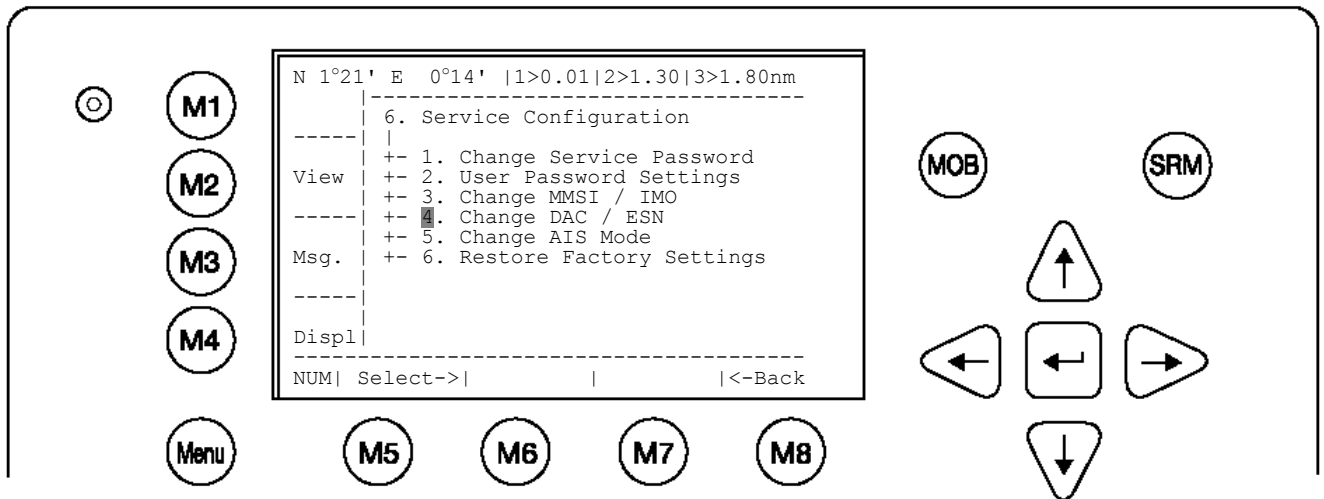 N 1°21' E  0°14' |1>0.01|2>1.30|3>1.80nm
6. Service Configuration
+- 1. Change Service Password
View | +- 2. User Password Settings
+- 3. Change MMSI / IMO
-----| +- 4. Change DAC / ESN
+- 5. Change AIS Mode
Msg. | +- 6. Restore Factory Settings
Displ|
NUM| Select->|          |          |<-Back
M1
M2
M3
M4
Menu
M5
M6
M7
M8
MOB
SRM